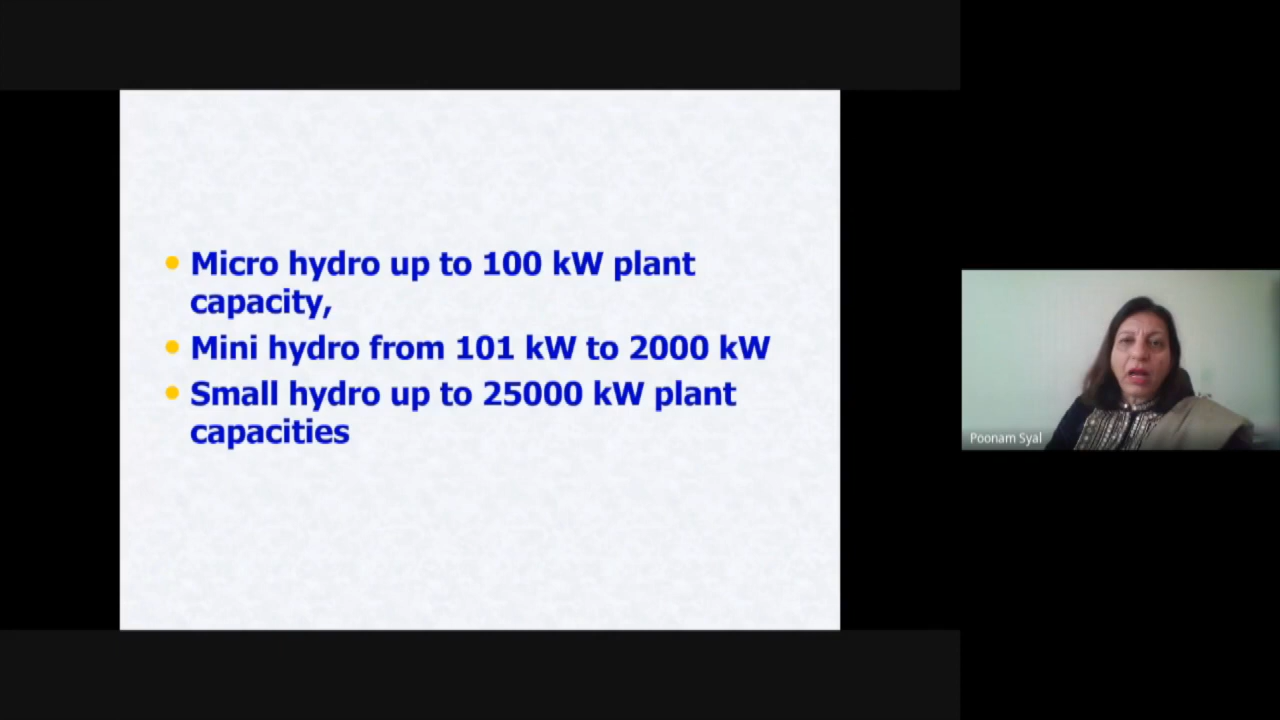 Micro hydro up to 100 kW plant
capacity,
Mini hydro from 101 kW to 2000 kW
Small hydro up to 25000 kW plant
capacities
Poonam Syal